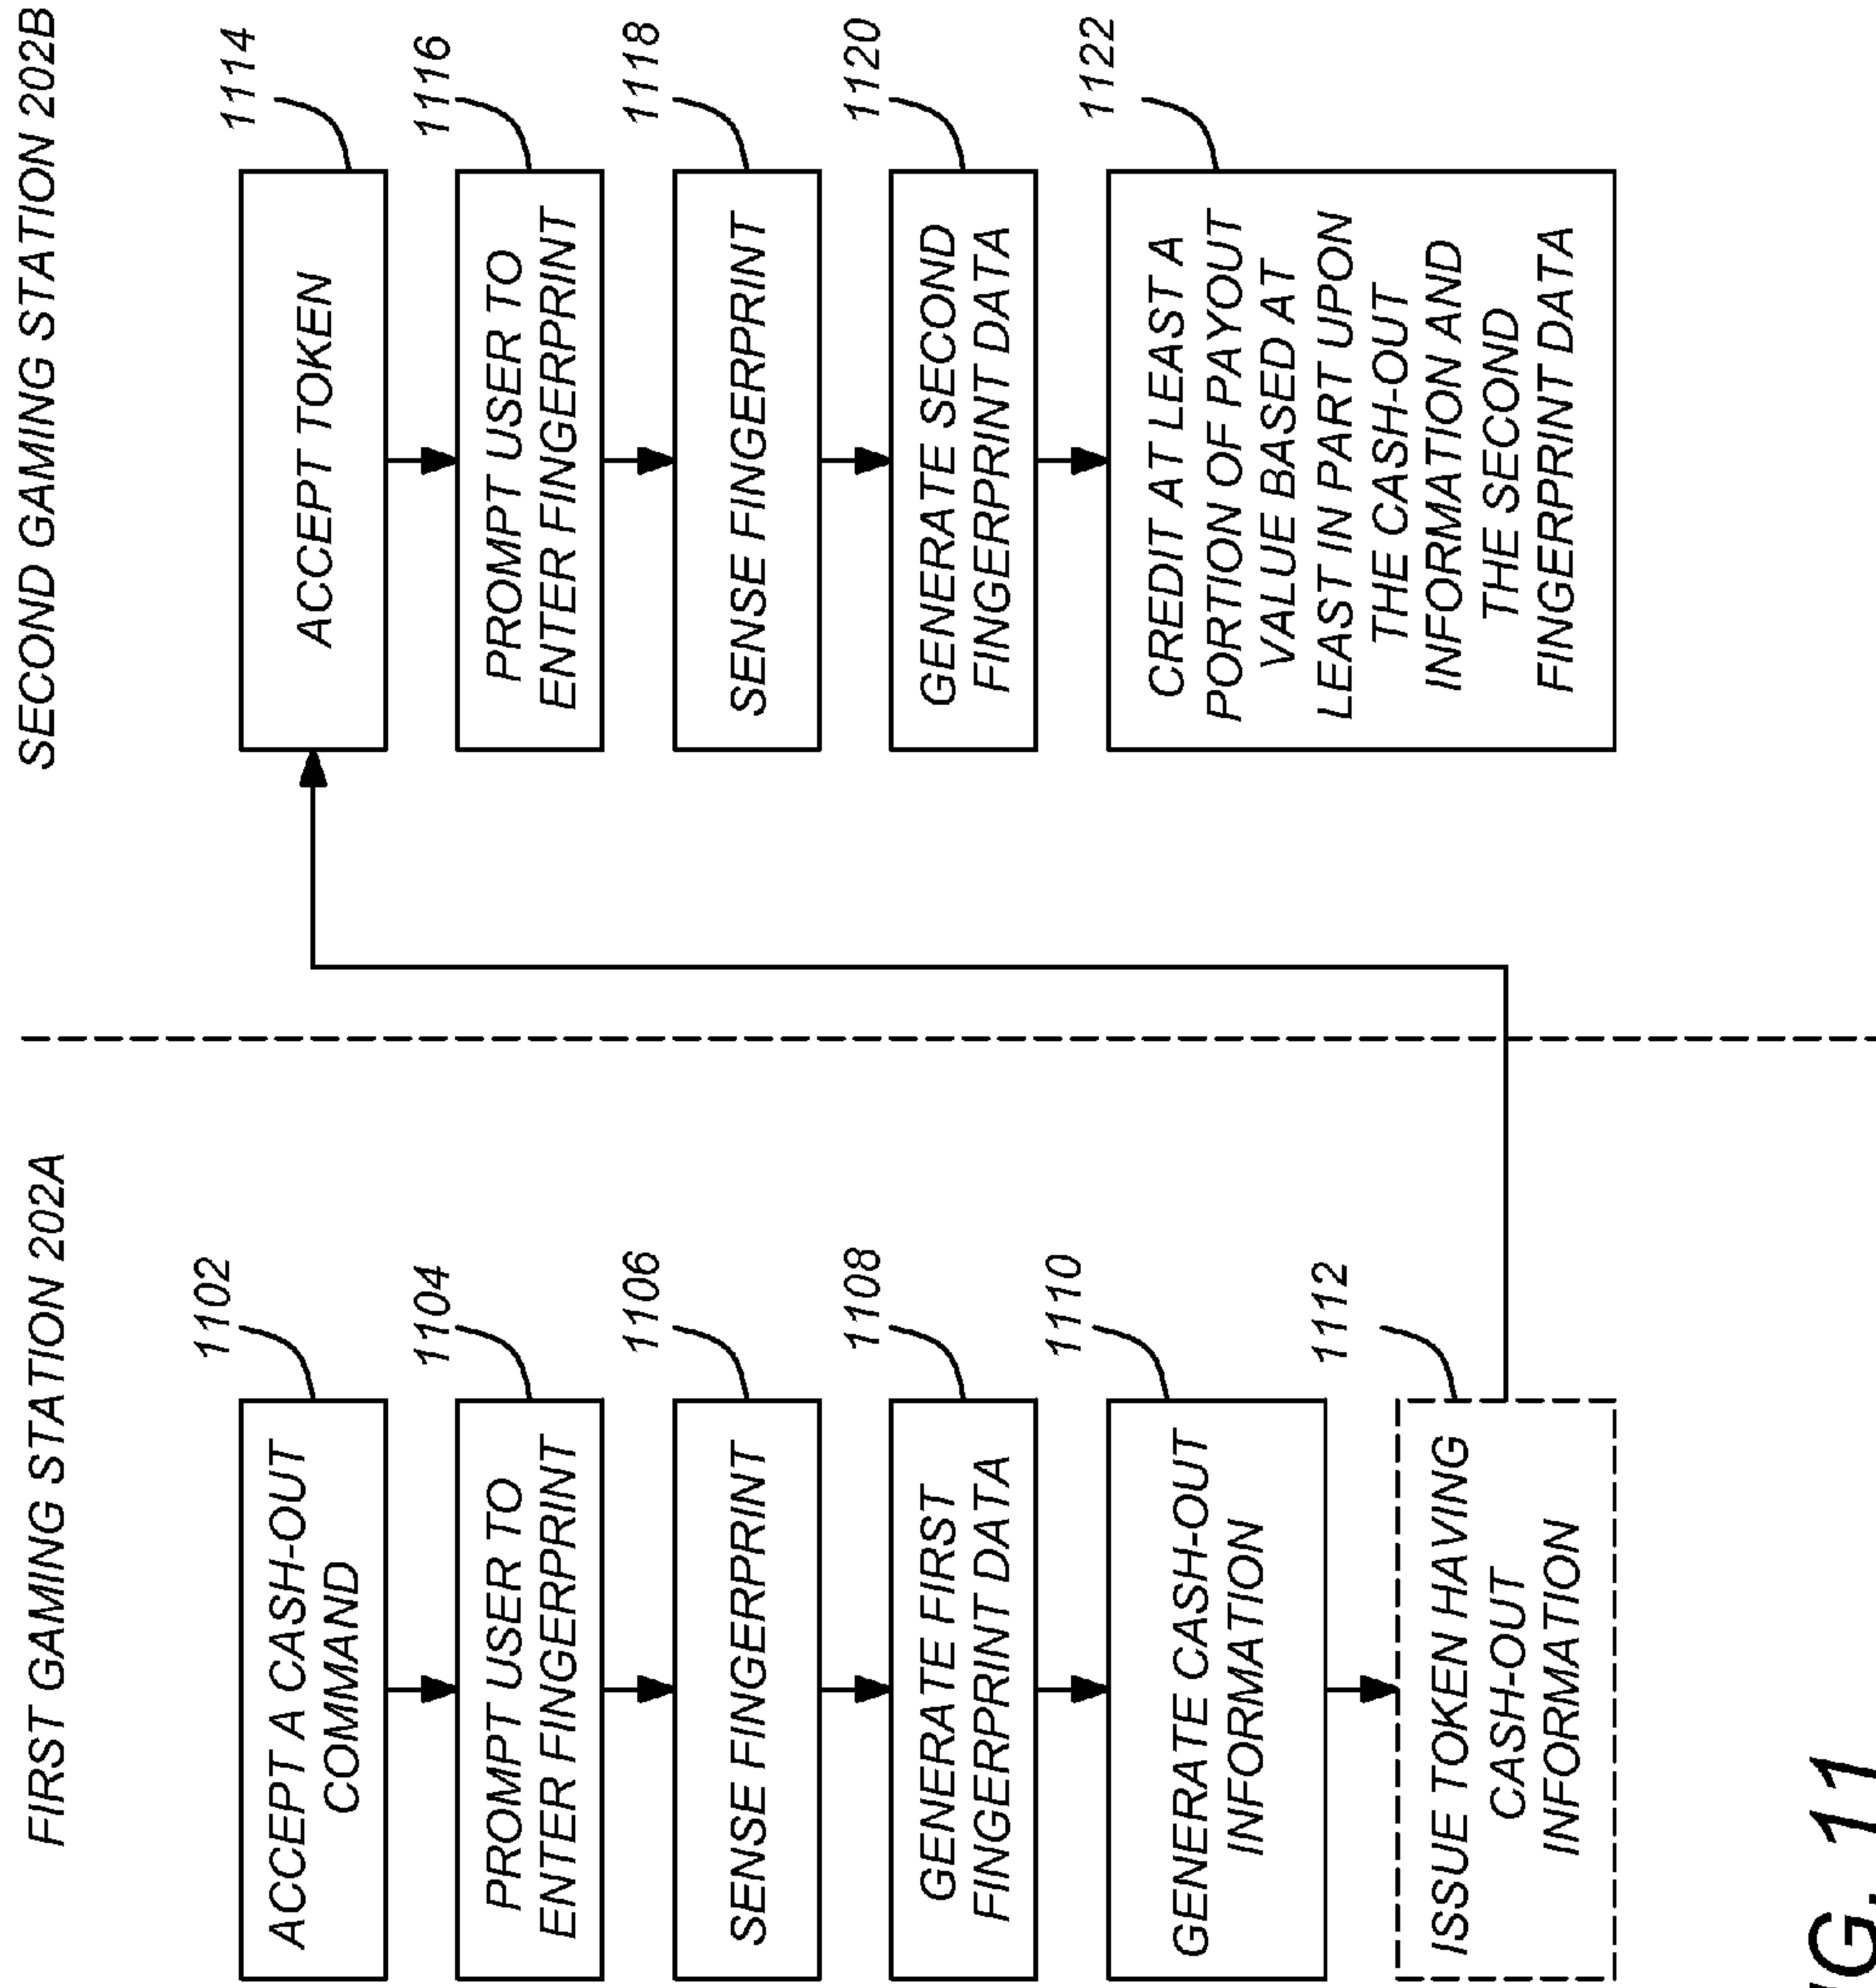 FIRST GAMING STATION 202A
1102
ACCEPT A CASH-OUT
COMMAND
1104
PROMPT USER TO
ENTER FINGERPRINT
1106
SENSE FINGERPRINT
1108
GENERATE FIRST
FINGERPRINT DATA
1110
GENERATE CASH-OUT
INFORMATION
1112
ISSUE TOKEN HAVING
CASH-OUT
INFORMATION
SECOND GAMING STATION 202B
1114
ACCEPT TOKEN
1116
PROMPT USER TO
ENTER FINGERPRINT
1118
SENSE FINGERPRINT
1120
GENERATE SECOND
FINGERPRINT DATA
1122
CREDIT AT LEAST A
PORTION OF PAYOUT
VALUE BASED AT
LEAST IN PART UPON
THE CASH-OUT
INFORMATION AND
THE SECOND
FINGERPRINT DATA
IG. 11